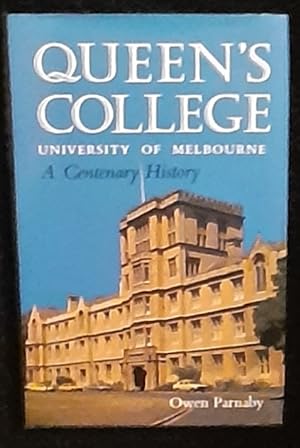 QUEEN'S
COLLEGE
UNIVERSITY OF MELBOURNE
A Centenary History
Owen Parnaby